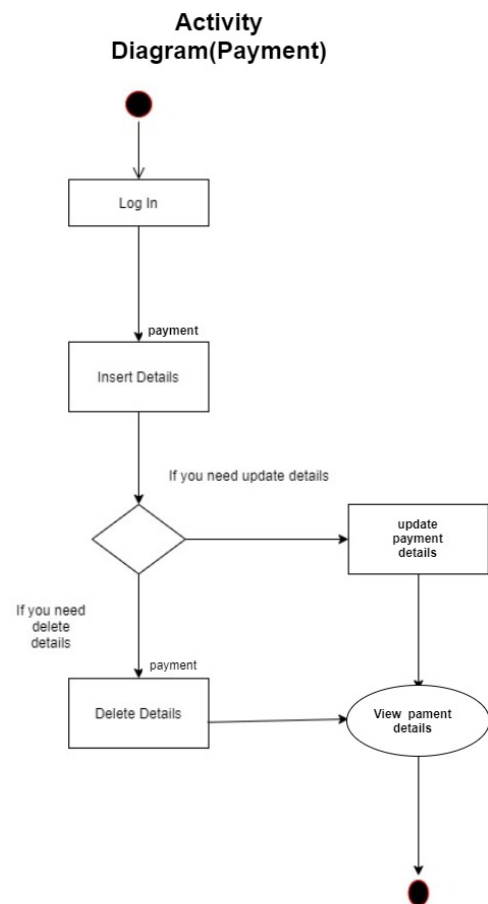 Activity
Diagram(Payment)
Log In
payment
Insert Details
If you need update details
update
payment
details
If you need
delete
details
payment
Delete Details
View pament
details